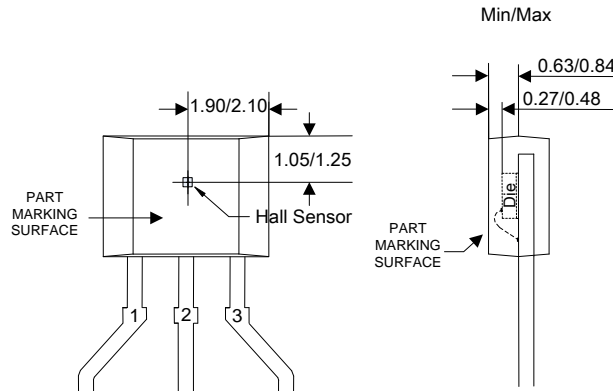 Min/Max
0.63/0.84
0.27/0.48
1.90/2.10
1.05/1.25
PART
MARKING
SURFACE
Hall Sensor
Die
PART
MARKING
SURFACE
1
2
3